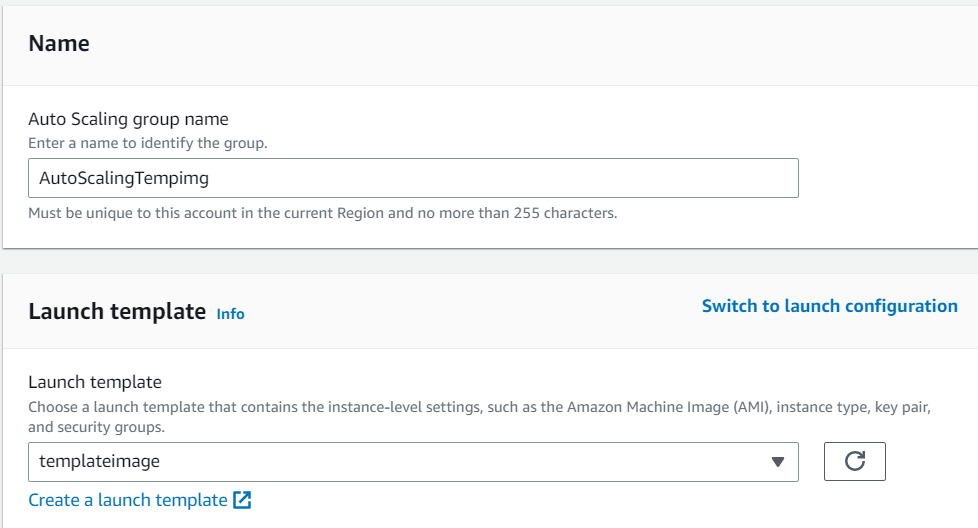 Name
Auto Scaling group name
Enter a name to identify the group.
AutoScalingTempimg
Must be unique to this account in the current Region and no more than 255 characters.
Launch template Info
Switch to launch configuration
Launch template
Choose a launch template that contains the instance-level settings, such as the Amazon Machine Image (AMI), instance type, key pair,
and security groups.
templateimage
Create a launch template